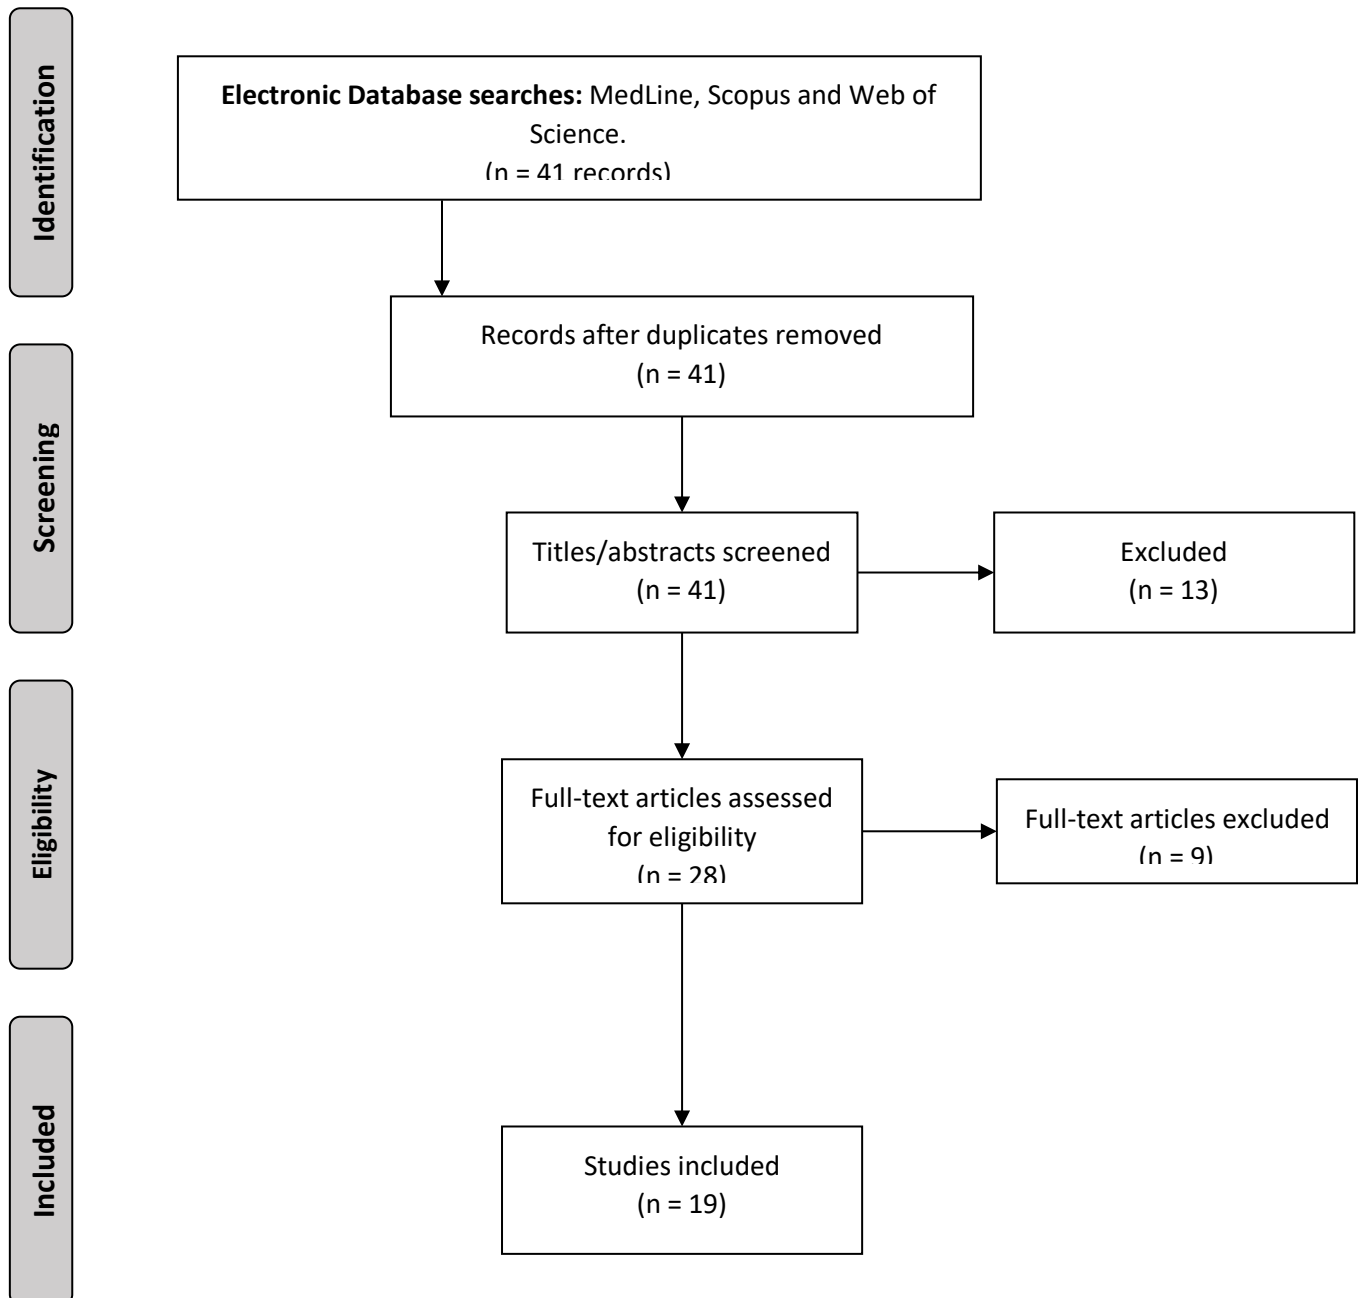 Identification
Electronic Database searches: MedLine, Scopus and Web of
Science.
(n = 41 records)
Records after duplicates removed
(n = 41)
Screening
Titles/abstracts screened
(n = 41)
Excluded
(n = 13)
Eligibility
Full-text articles assessed
for eligibility
(n = 28)
Full-text articles excluded
(n = 9)
Included
Studies included
(n = 19)